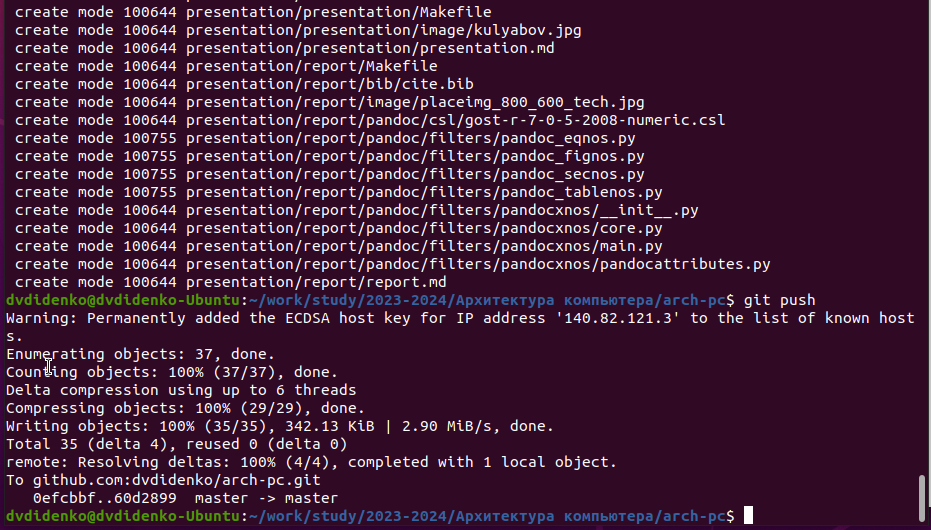 create mode 100644 presentation/presentation/Makefile
create mode 100644 presentation/presentation/image/kulyabov.jpg
create mode 100644 presentation/presentation/presentation.md
create mode 100644 presentation/report/Makefile
create mode 100644 presentation/report/bib/cite.bib
create mode 100644 presentation/report/image/placeimg_800_600_tech.jpg
create mode 100644 presentation/report/pandoc/csl/gost-r-7-0-5-2008-numeric.csl
create mode 100755 presentation/report/pandoc/filters/pandoc_eqnos.py
create mode 100755 presentation/report/pandoc/filters/pandoc_fignos.py
create mode 100755 presentation/report/pandoc/filters/pandoc_secnos.py
create mode 100755 presentation/report/pandoc/filters/pandoc_tablenos.py
create mode 100644 presentation/report/pandoc/filters/pandocxnos/__init__.py
create mode 100644 presentation/report/pandoc/filters/pandocxnos/core.py
create mode 100644 presentation/report/pandoc/filters/pandocxnos/main.py
create mode 100644 presentation/report/pandoc/filters/pandocxnos/pandocattributes.py
create mode 100644 presentation/report/report.md
dvdidenko@dvdidenko-Ubuntu:~/work/study/2023-2024/Архитектура компьютера/arch-pc$ git push
Warning: Permanently added the ECDSA host key for IP address '140.82.121.3' to the list of known host
s.
Enumerating objects: 37, done.
Counting objects: 100% (37/37), done.
Delta compression using up to 6 threads
Compressing objects: 100% (29/29), done.
Writing objects: 100% (35/35), 342.13 KiB | 2.90 MiB/s, done.
Total 35 (delta 4), reused 0 (delta 0)
remote: Resolving deltas: 100% (4/4), completed with 1 local object.
To github.com:dvdidenko/arch-pc.git
0efcbbf..60d2899  master -> master
dvdidenko@dvdidenko-Ubuntu:~/work/study/2023-2024/Архитектура компьютера/arch-pc$